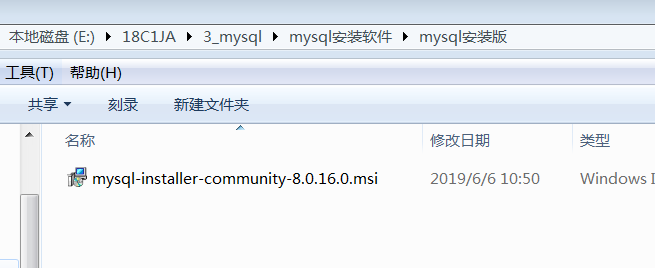 本地磁盘 (E:) 18C1JA 3_mysql mysql安装软件 mysql安装版
工具(T) 帮助(H)
共享 刻录 新建文件夹
名称 修改日期 类型
mysql-installer-community-8.0.16.0.msi 2019/6/6 10:50 Windows I